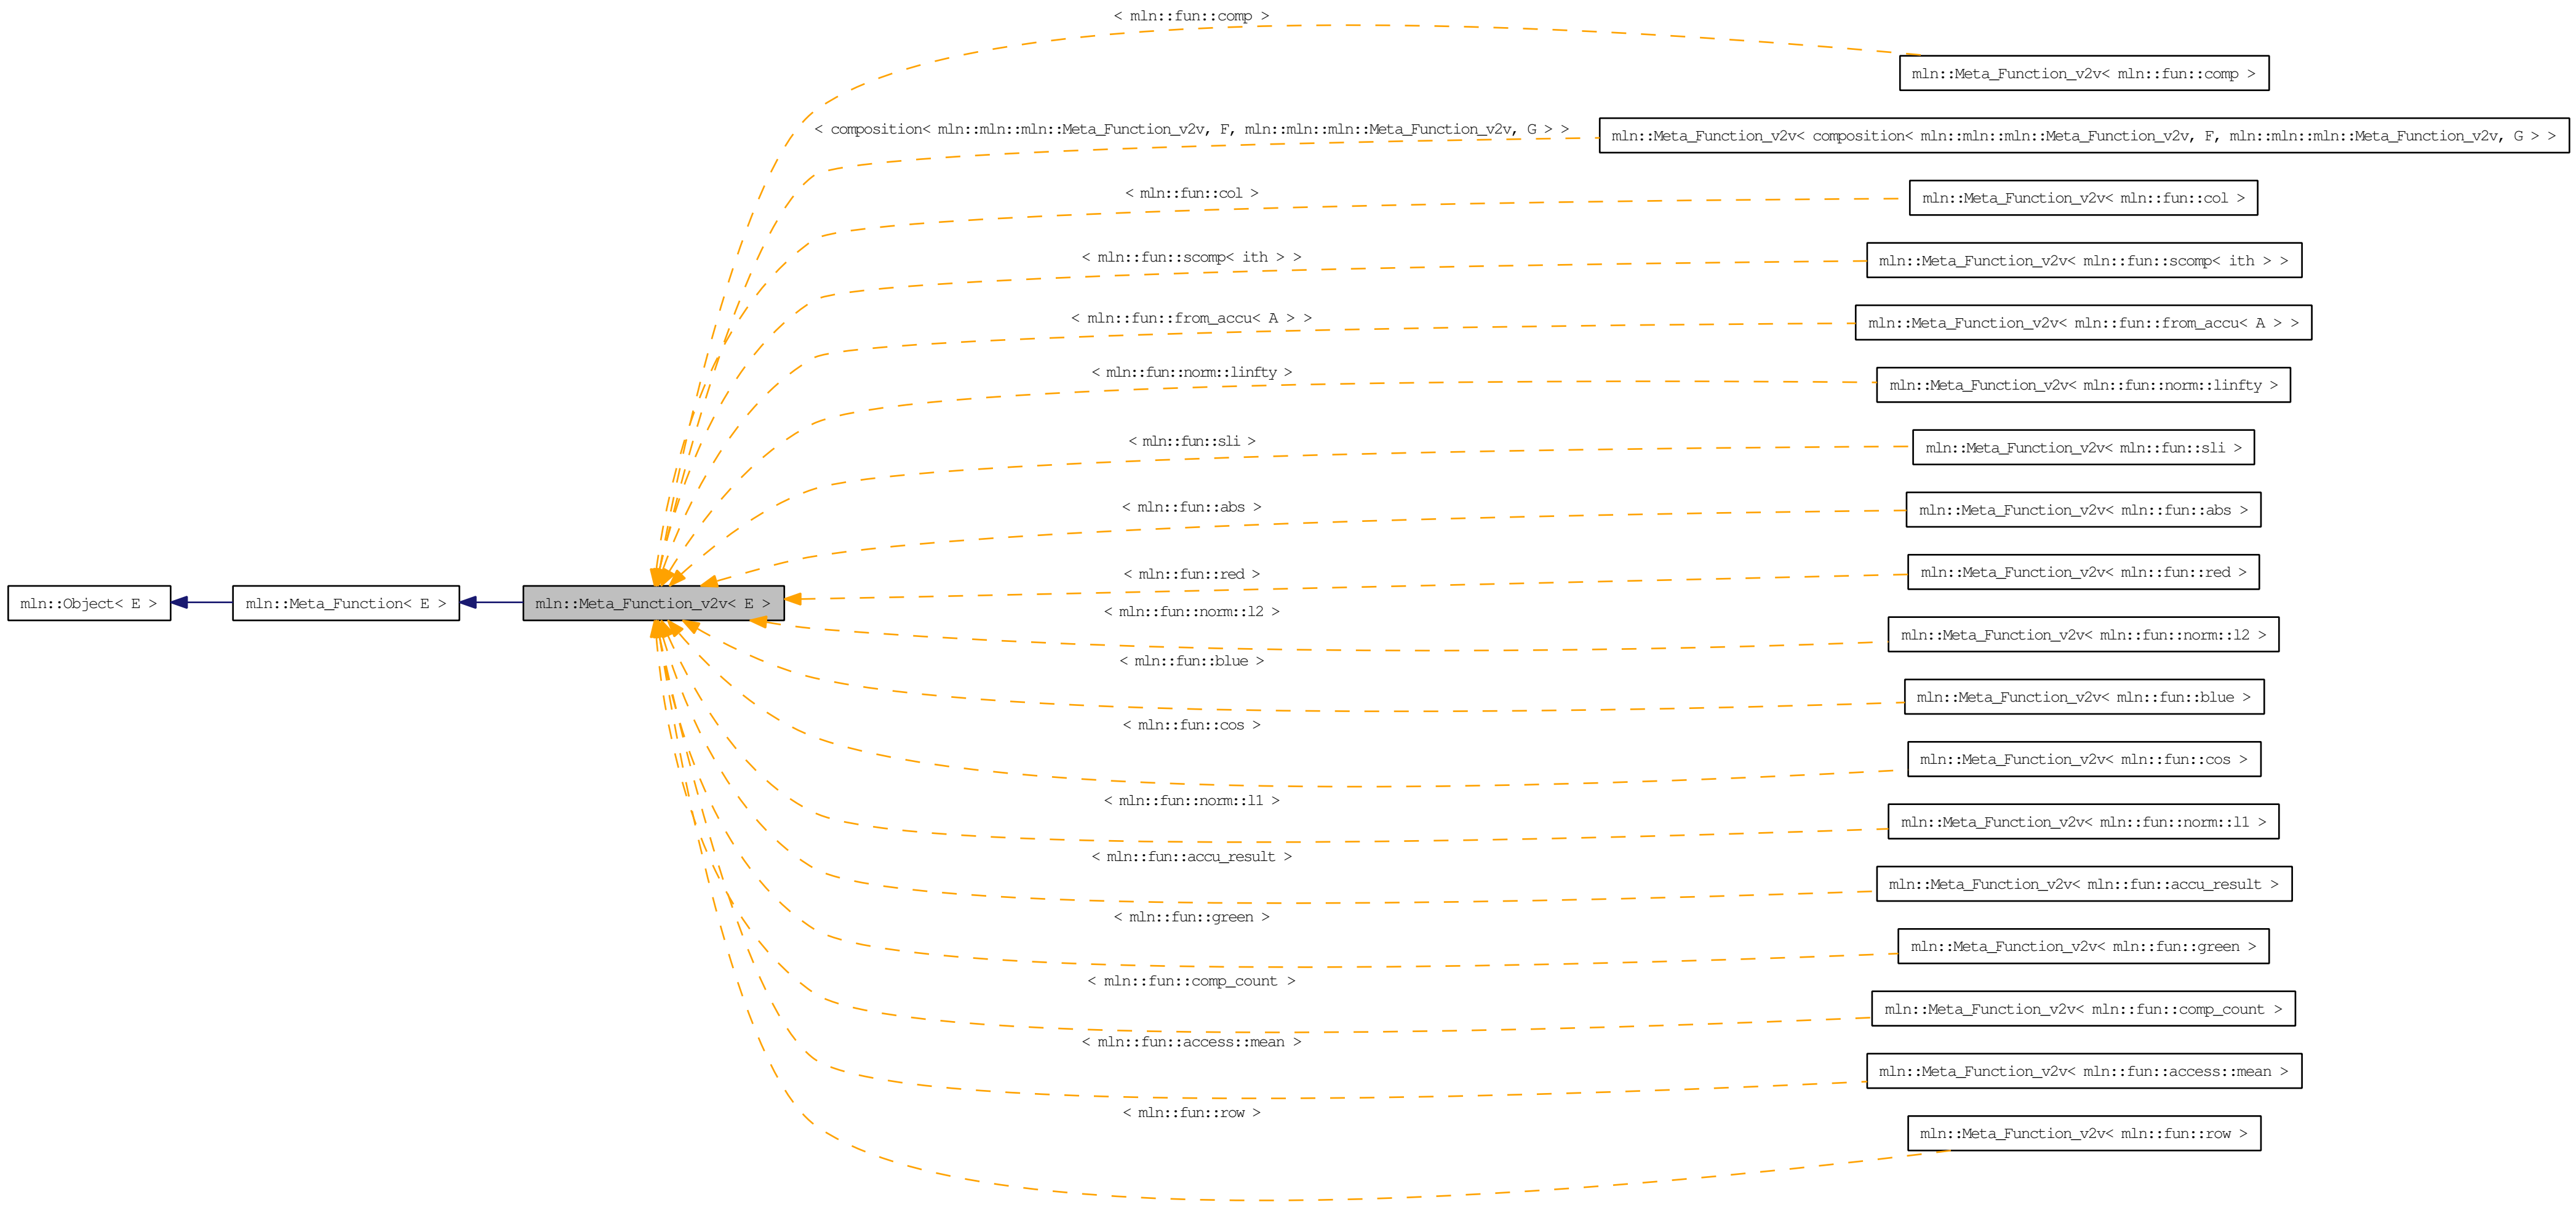 < mln::fun::comp >
mln::Meta_Function_v2v< mln::fun::comp >
< composition< mln::mln::mln::Meta_Function_v2v, F, mln::mln::mln::Meta_Function_v2v, G > >
mln::Meta_Function_v2v< composition< mln::mln::mln::Meta_Function_v2v, F, mln::mln::mln::Meta_Function_v2v, G > >
< mln::fun::col >
mln::Meta_Function_v2v< mln::fun::col >
< mln::fun::scomp< ith > >
mln::Meta_Function_v2v< mln::fun::scomp< ith > >
< mln::fun::from_accu< A > >
mln::Meta_Function_v2v< mln::fun::from_accu< A > >
< mln::fun::norm::linfty >
mln::Meta_Function_v2v< mln::fun::norm::linfty >
< mln::fun::sli >
mln::Meta_Function_v2v< mln::fun::sli >
< mln::fun::abs >
mln::Meta_Function_v2v< mln::fun::abs >
< mln::fun::red >
mln::Meta_Function_v2v< mln::fun::red >
mln::Object< E >
mln::Meta_Function< E >
mln::Meta_Function_v2v< E >
< mln::fun::norm::l2 >
mln::Meta_Function_v2v< mln::fun::norm::l2 >
< mln::fun::blue >
mln::Meta_Function_v2v< mln::fun::blue >
< mln::fun::cos >
mln::Meta_Function_v2v< mln::fun::cos >
< mln::fun::norm::l1 >
mln::Meta_Function_v2v< mln::fun::norm::l1 >
< mln::fun::accu_result >
mln::Meta_Function_v2v< mln::fun::accu_result >
< mln::fun::green >
mln::Meta_Function_v2v< mln::fun::green >
< mln::fun::comp_count >
mln::Meta_Function_v2v< mln::fun::comp_count >
< mln::fun::access::mean >
mln::Meta_Function_v2v< mln::fun::access::mean >
< mln::fun::row >
mln::Meta_Function_v2v< mln::fun::row >